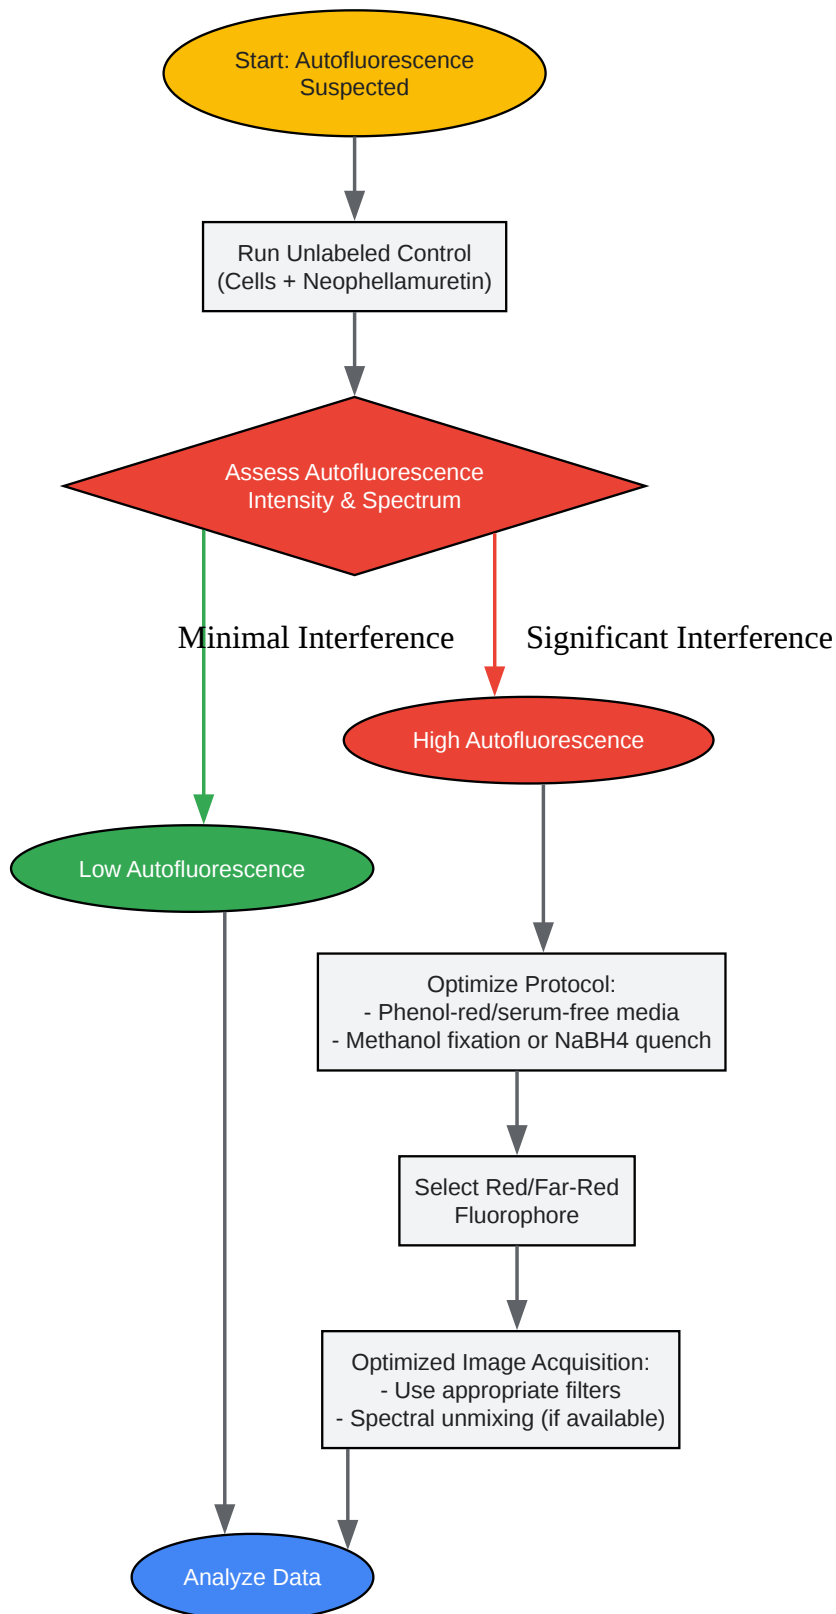 Start: Autofluorescence
Suspected
Run Unlabeled Control
(Cells + Neophellamuretin)
Assess Autofluorescence
Intensity & Spectrum
Minimal Interference
Significant Interference
High Autofluorescence
Low Autofluorescence
Optimize Protocol:
- Phenol-red/serum-free media
- Methanol fixation or NaBH4 quench
Select Red/Far-Red
Fluorophore
Optimized Image Acquisition:
- Use appropriate filters
- Spectral unmixing (if available)
Analyze Data